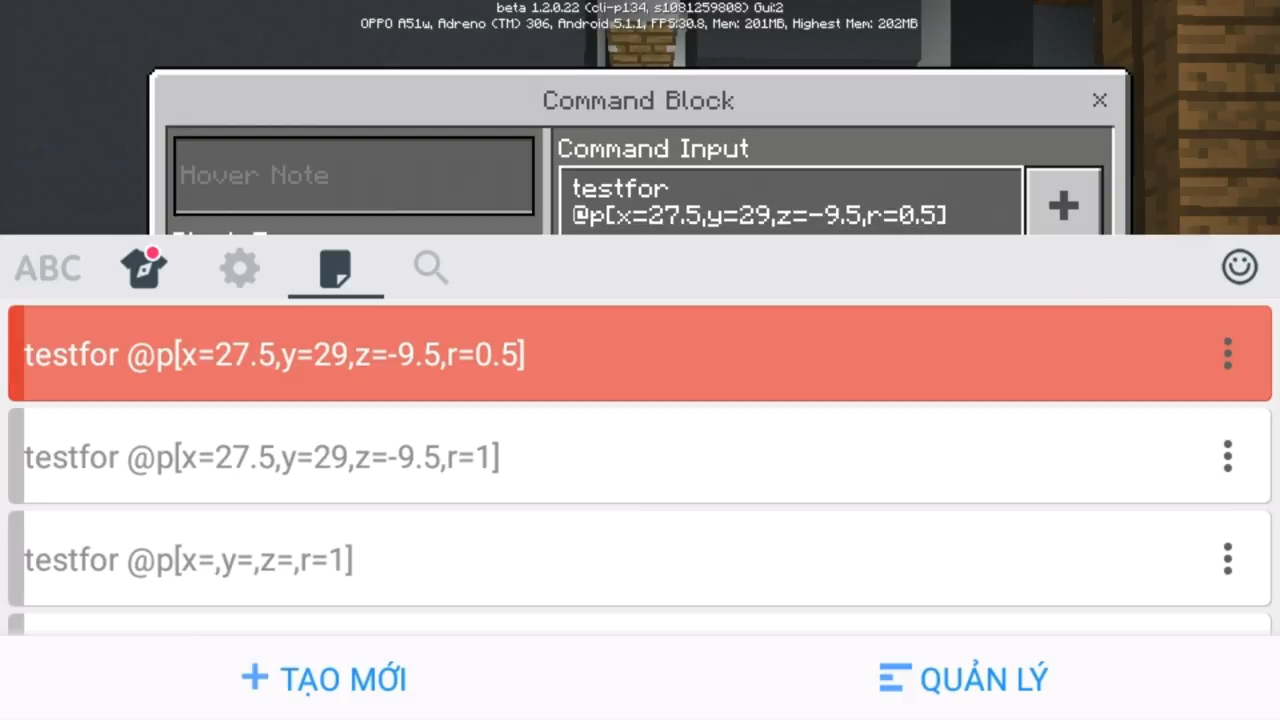 beta 1.2.0.22 (cli-p134, s1081259808) Gui:2
OPPO A51w, Adreno (TM) 306, Android 5.1.1, FPS:30.8, Mem: 201MB, Highest Mem: 202MB
Command Block
Hover Note
Command Input
testfor
@p[x=27.5,y=29,z=-9.5,r=0.5]
ABC
testfor @p[x=27.5,y=29,z=-9.5,r=0.5]
testfor @p[x=27.5,y=29,z=-9.5,r=1]
testfor @p[x=,y=,z=,r=1]
TẠO MỚI
QUẢN LÝ